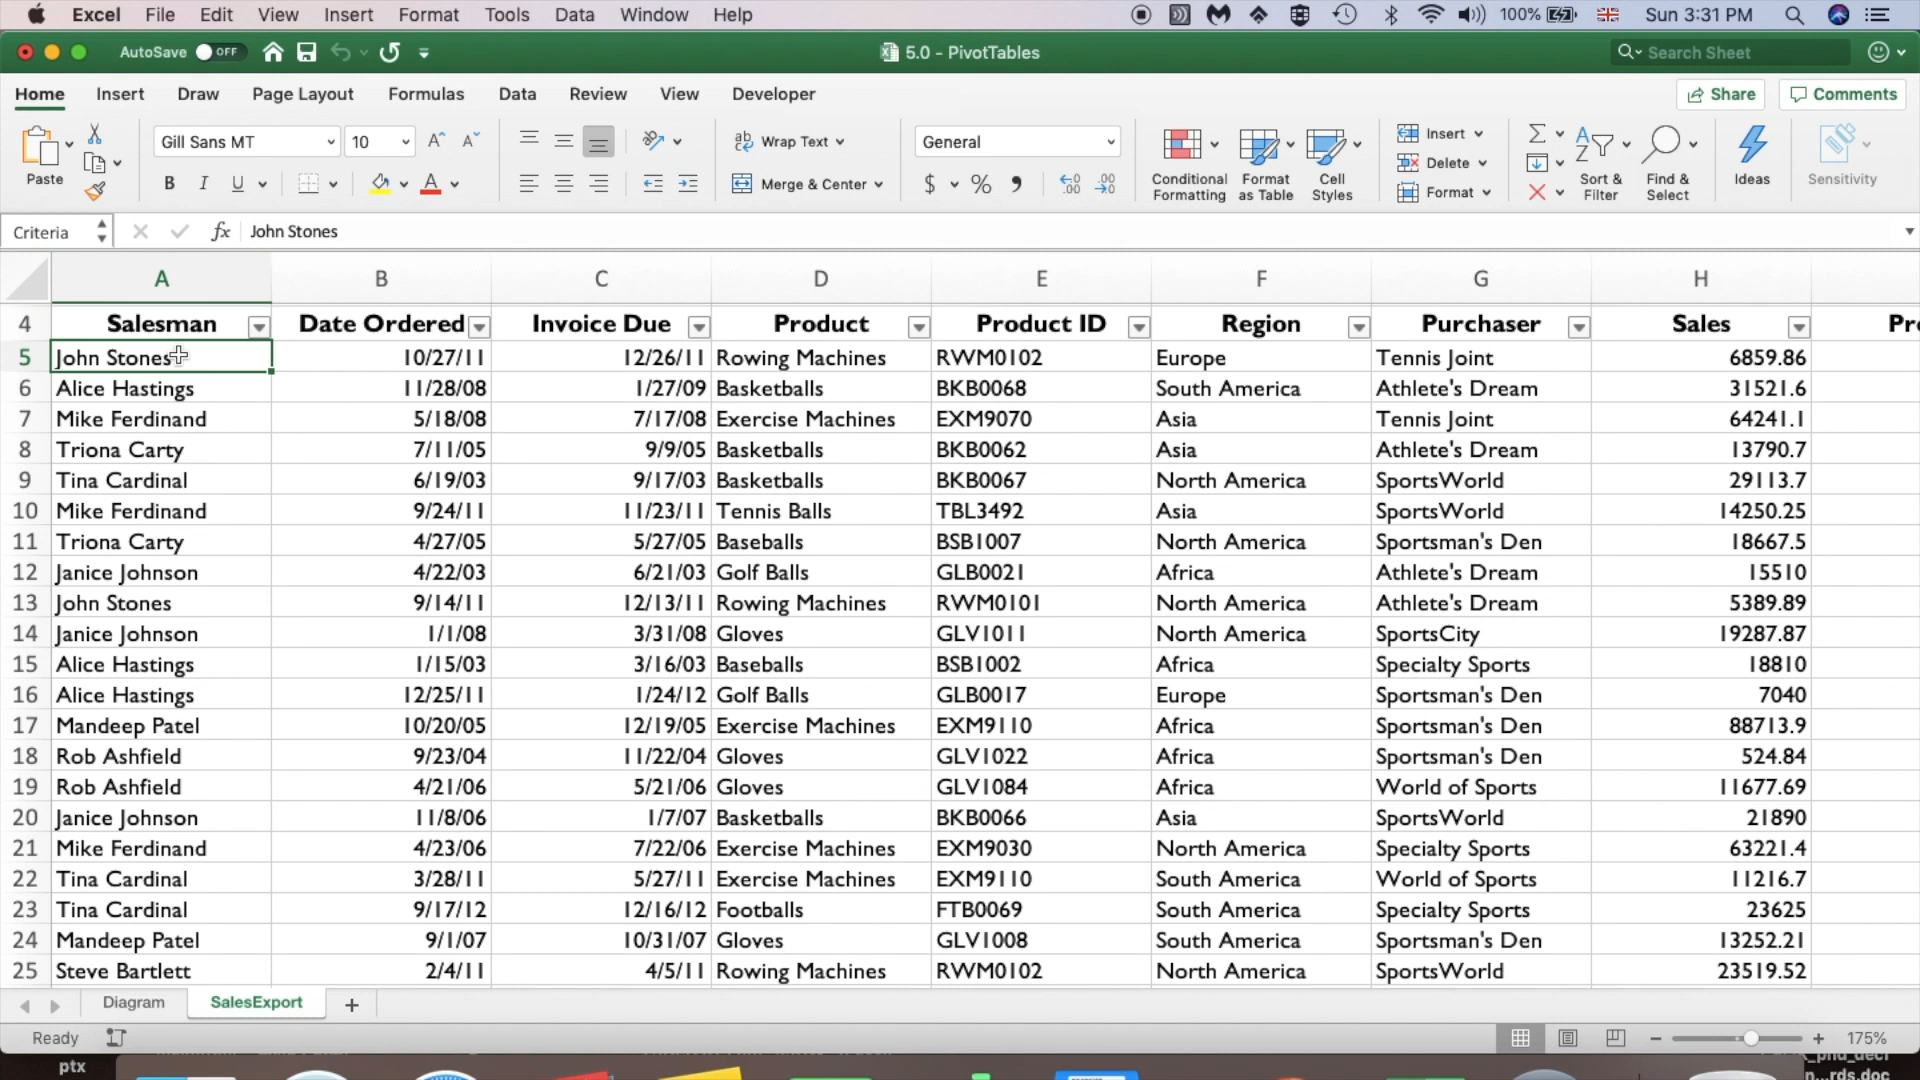 Excel File Edit View Insert Format Tools Data Window Help 100% Sun 3:31 PM
AutoSave OFF 5.0 - PivotTables Search Sheet
Home Insert Draw Page Layout Formulas Data Review View Developer Share Comments
Paste Gill Sans MT 10 Wrap Text General Insert
B I U Merge & Center $ % Delete
Conditional Formatting Format as Table Cell Styles Format Sort & Filter Find & Select Ideas Sensitivity
Criteria fx John Stones
A B C D E F G H
4 Salesman Date Ordered Invoice Due Product Product ID Region Purchaser Sales
5 John Stones 10/27/11 12/26/11 Rowing Machines RWM0102 Europe Tennis Joint 6859.86
6 Alice Hastings 11/28/08 1/27/09 Basketballs BKB0068 South America Athlete's Dream 31521.6
7 Mike Ferdinand 5/18/08 7/17/08 Exercise Machines EXM9070 Asia Tennis Joint 64241.1
8 Triona Carty 7/11/05 9/9/05 Basketballs BKB0062 Asia Athlete's Dream 13790.7
9 Tina Cardinal 6/19/03 9/17/03 Basketballs BKB0067 North America SportsWorld 29113.7
10 Mike Ferdinand 9/24/11 11/23/11 Tennis Balls TBL3492 Asia SportsWorld 14250.25
11 Triona Carty 4/27/05 5/27/05 Baseballs BSB1007 North America Sportsman's Den 18667.5
12 Janice Johnson 4/22/03 6/21/03 Golf Balls GLB0021 Africa Athlete's Dream 15510
13 John Stones 9/14/11 12/13/11 Rowing Machines RWM0101 North America Athlete's Dream 5389.89
14 Janice Johnson 1/1/08 3/31/08 Gloves GLV1011 North America SportsCity 19287.87
15 Alice Hastings 1/15/03 3/16/03 Baseballs BSB1002 Africa Specialty Sports 18810
16 Alice Hastings 12/25/11 1/24/12 Golf Balls GLB0017 Europe Sportsman's Den 7040
17 Mandeep Patel 10/20/05 12/19/05 Exercise Machines EXM9110 Africa Sportsman's Den 88713.9
18 Rob Ashfield 9/23/04 11/22/04 Gloves GLV1022 Africa Sportsman's Den 524.84
19 Rob Ashfield 4/21/06 5/21/06 Gloves GLV1084 Africa World of Sports 11677.69
20 Janice Johnson 11/8/06 1/7/07 Basketballs BKB0066 Asia SportsWorld 21890
21 Mike Ferdinand 4/23/06 7/22/06 Exercise Machines EXM9030 North America Specialty Sports 63221.4
22 Tina Cardinal 3/28/11 5/27/11 Exercise Machines EXM9110 South America World of Sports 11216.7
23 Tina Cardinal 9/17/12 12/16/12 Footballs FTB0069 South America Specialty Sports 23625
24 Mandeep Patel 9/1/07 10/31/07 Gloves GLV1008 South America Sportsman's Den 13252.21
25 Steve Bartlett 2/4/11 4/5/11 Rowing Machines RWM0102 North America SportsWorld 23519.52
Diagram SalesExport
Ready 175%
ptx
n...rds.doc